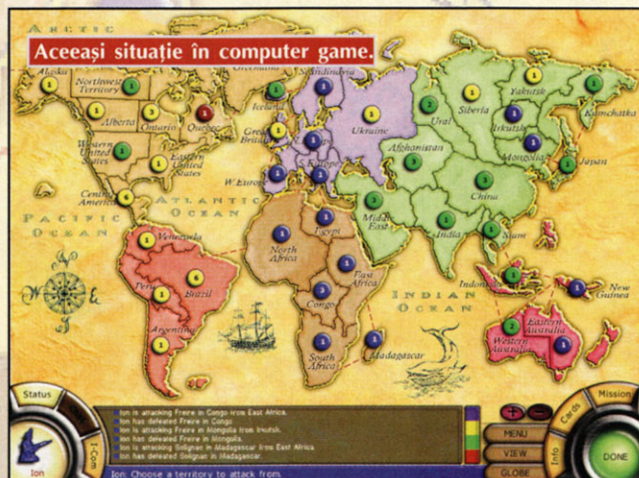 ARCTIC
Aceeași situație în computer game.
Alaska
Northwest Territory
Scandinavia
Iceland
Alberta
Ontario
Quebec
Great Britain
Ukraine
Ural
Siberia
Yakutsk
Irkutsk
Kamchatka
Mongolia
Japan
Afghanistan
China
Western United States
Eastern United States
W. Europe
S. Europe
Central America
ATLANTIC OCEAN
PACIFIC OCEAN
Middle East
India
Siam
Venezuela
Peru
Brazil
Argentina
North Africa
Egypt
East Africa
Congo
South Africa
Madagascar
INDIAN OCEAN
New Guinea
Western Australia
Eastern Australia
W
E
Status
I-Com
Ion
Ion is attacking Freire in Congo from East Africa.
Ion has defeated Freire in Congo.
Ion is attacking Freire in Mongolia from Irkutsk.
Ion has defeated Freire in Mongolia.
Ion is attacking Solignan in Madagascar from East Africa.
Ion has defeated Solignan in Madagascar.
Ion: Choose a territory to attack from.
MENU
VIEW
GLOBE
Info
Cards
Mission
DONE